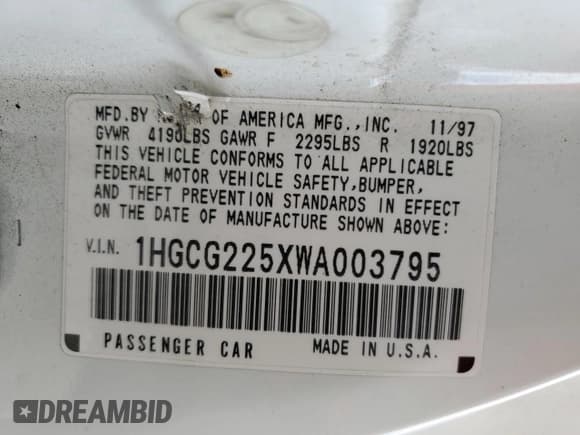 MFD.BY OF AMERICA MFG.,INC. 11/97
GVWR 4190LBS GAWR F 2295LBS R 1920LBS
THIS VEHICLE CONFORMS TO ALL APPLICABLE
FEDERAL MOTOR VEHICLE SAFETY,BUMPER,
AND THEFT PREVENTION STANDARDS IN EFFECT
ON THE DATE OF MANUFACTURE SHOWN ABOVE:
V.I.N. 1HGCG225XWA003795
PASSENGER CAR MADE IN U.S.A.
DREAMBID